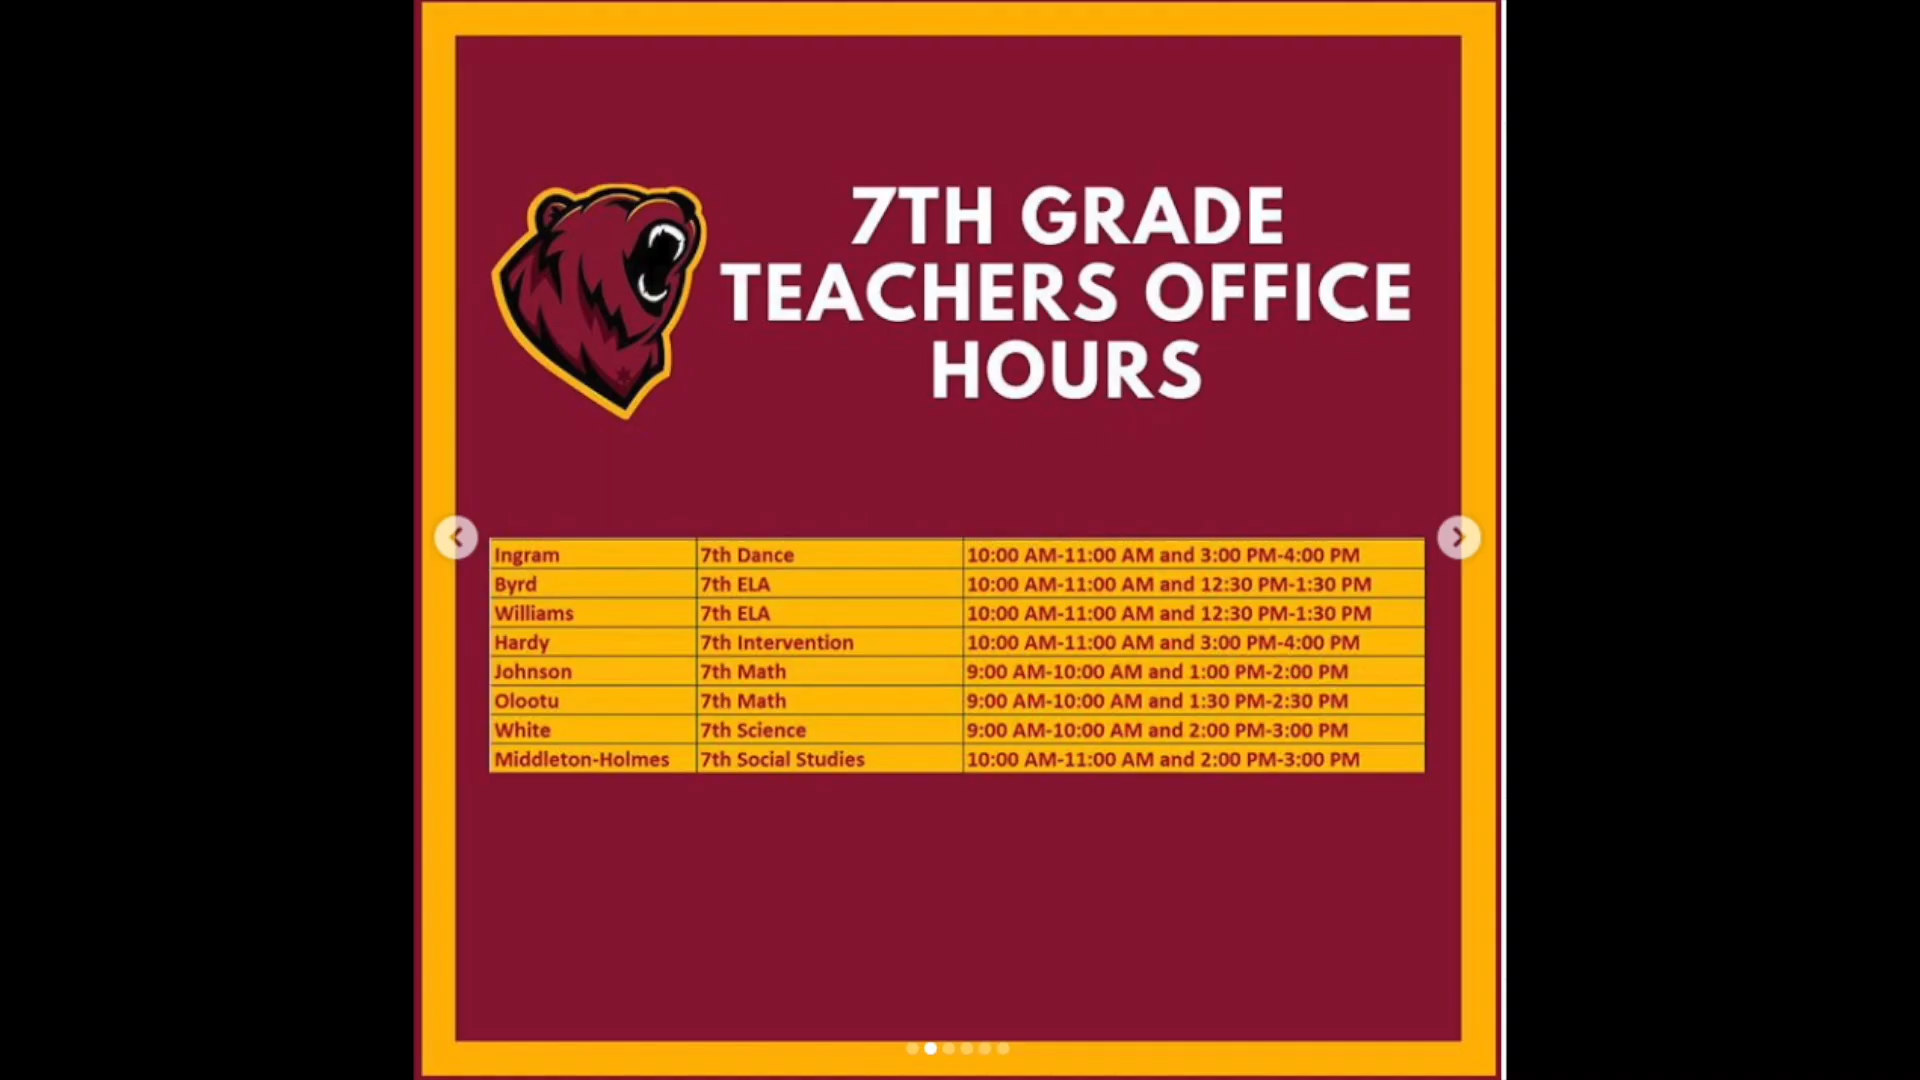 7TH GRADE
TEACHERS OFFICE
HOURS
Ingram 7th Dance 10:00 AM-11:00 AM and 3:00 PM-4:00 PM
Byrd 7th ELA 10:00 AM-11:00 AM and 12:30 PM-1:30 PM
Williams 7th ELA 10:00 AM-11:00 AM and 12:30 PM-1:30 PM
Hardy 7th Intervention 10:00 AM-11:00 AM and 3:00 PM-4:00 PM
Johnson 7th Math 9:00 AM-10:00 AM and 1:00 PM-2:00 PM
Olootu 7th Math 9:00 AM-10:00 AM and 1:30 PM-2:30 PM
White 7th Science 9:00 AM-10:00 AM and 2:00 PM-3:00 PM
Middleton-Holmes 7th Social Studies 10:00 AM-11:00 AM and 2:00 PM-3:00 PM